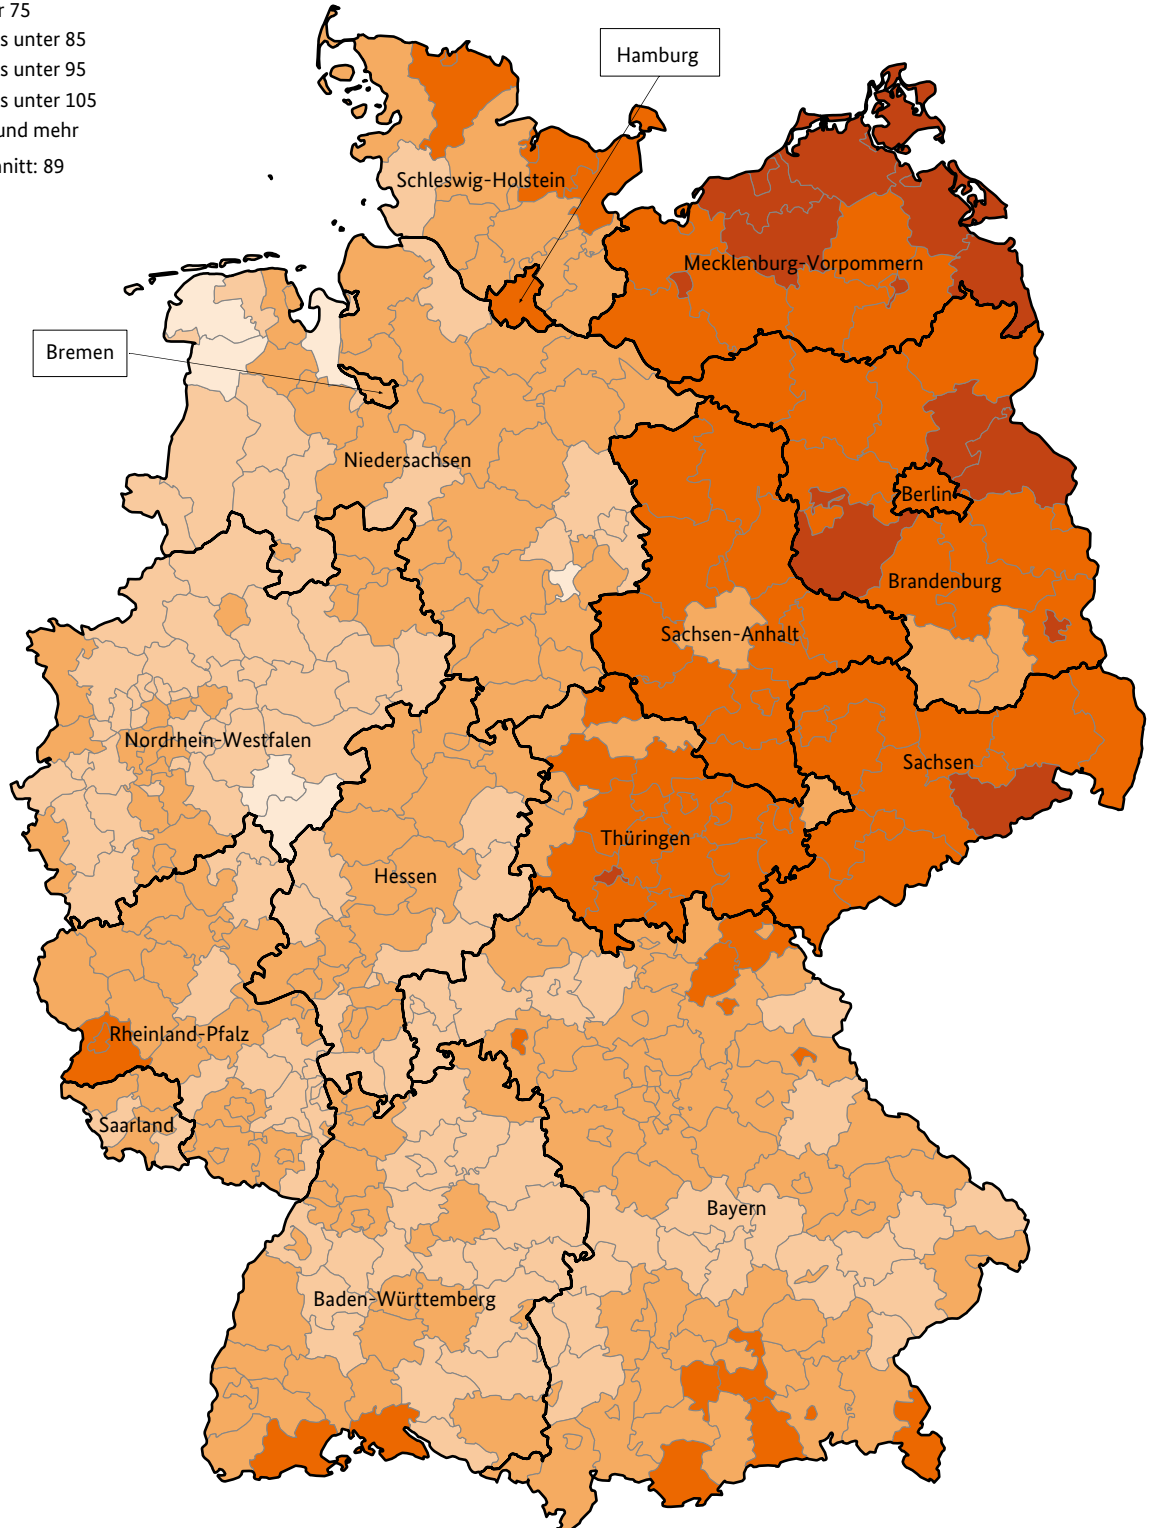 75
s unter 85
s unter 95
s unter 105
und mehr
nitt: 89
Hamburg
Schleswig-Holstein
Mecklenburg-Vorpommern
Bremen
Niedersachsen
Berlin
Brandenburg
Sachsen-Anhalt
Nordrhein-Westfalen
Sachsen
Thüringen
Hessen
Rheinland-Pfalz
Saarland
Bayern
Baden-Württemberg